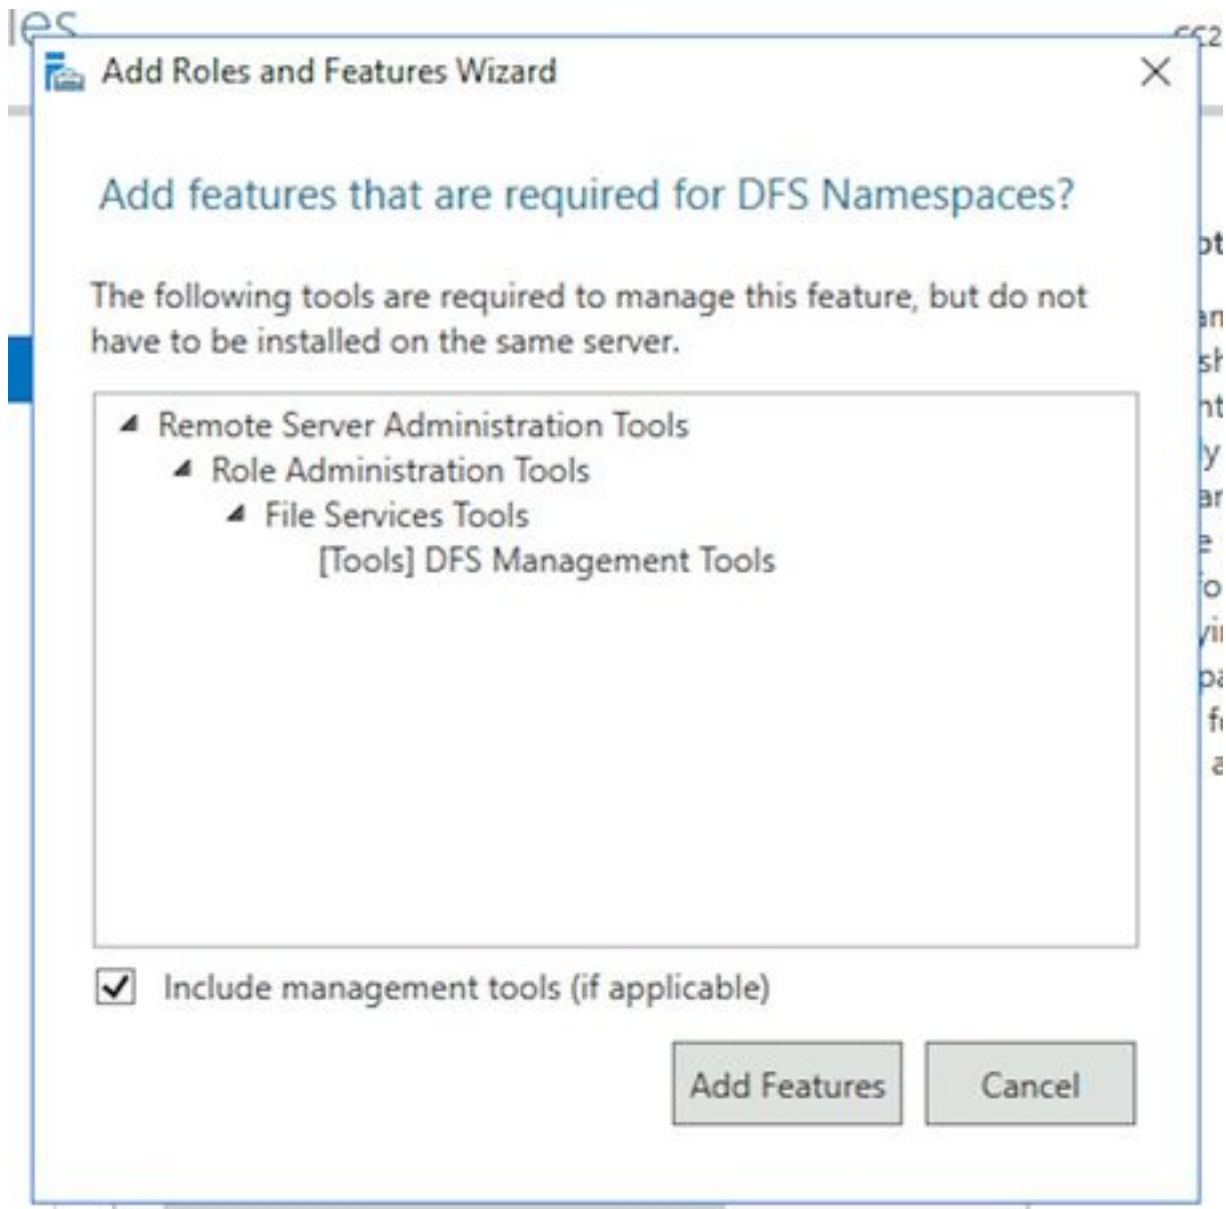 les
Add Roles and Features Wizard
Add features that are required for DFS Namespaces?
The following tools are required to manage this feature, but do not
have to be installed on the same server.
Remote Server Administration Tools
Role Administration Tools
File Services Tools
[Tools] DFS Management Tools
Include management tools (if applicable)
Add Features
Cancel